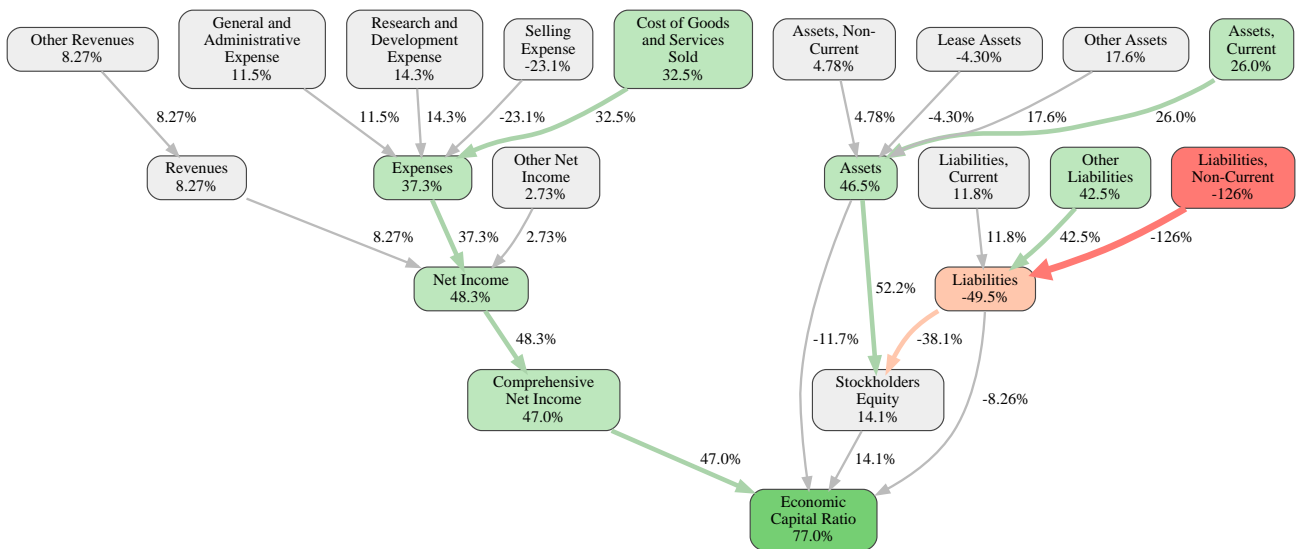 Other Revenues
8.27%
General and
Administrative
Expense
11.5%
Research and
Development
Expense
14.3%
Selling
Expense
-23.1%
Cost of Goods
and Services
Sold
32.5%
Assets, Non-
Current
4.78%
Lease Assets
-4.30%
Other Assets
17.6%
Assets,
Current
26.0%
8.27%
11.5%
14.3%
-23.1%
32.5%
4.78%
-4.30%
17.6%
26.0%
Revenues
8.27%
Expenses
37.3%
Other Net
Income
2.73%
Assets
46.5%
Liabilities,
Current
11.8%
Other
Liabilities
42.5%
Liabilities,
Non-Current
-126%
8.27%
37.3%
2.73%
11.8%
42.5%
-126%
Net Income
48.3%
52.2%
Liabilities
-49.5%
48.3%
-11.7%
-38.1%
Comprehensive
Net Income
47.0%
Stockholders
Equity
14.1%
-8.26%
47.0%
14.1%
Economic
Capital Ratio
77.0%